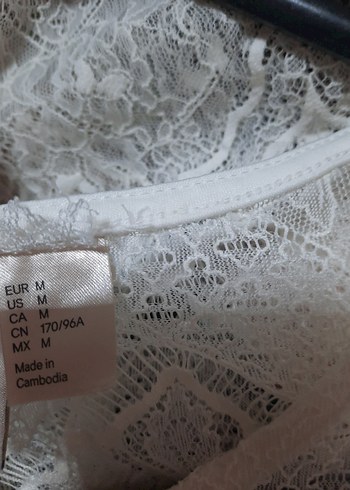 EUR M
US M
CA M
CN 170/96A
MX M
Made in
Cambodia